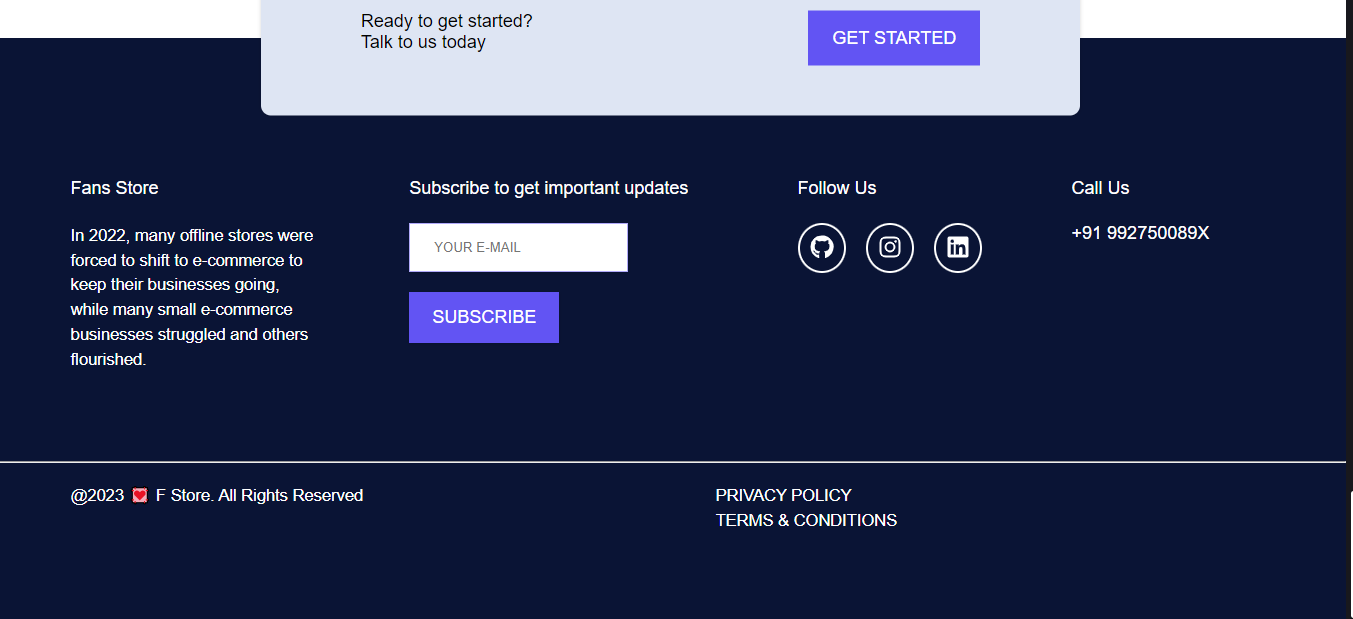 Ready to get started?
Talk to us today
GET STARTED
Fans Store
In 2022, many offline stores were
forced to shift to e-commerce to
keep their businesses going,
while many small e-commerce
businesses struggled and others
flourished.
Subscribe to get important updates
YOUR E-MAIL
SUBSCRIBE
Follow Us
in
Call Us
+91 992750089X
@2023 💟 F Store. All Rights Reserved
PRIVACY POLICY
TERMS & CONDITIONS